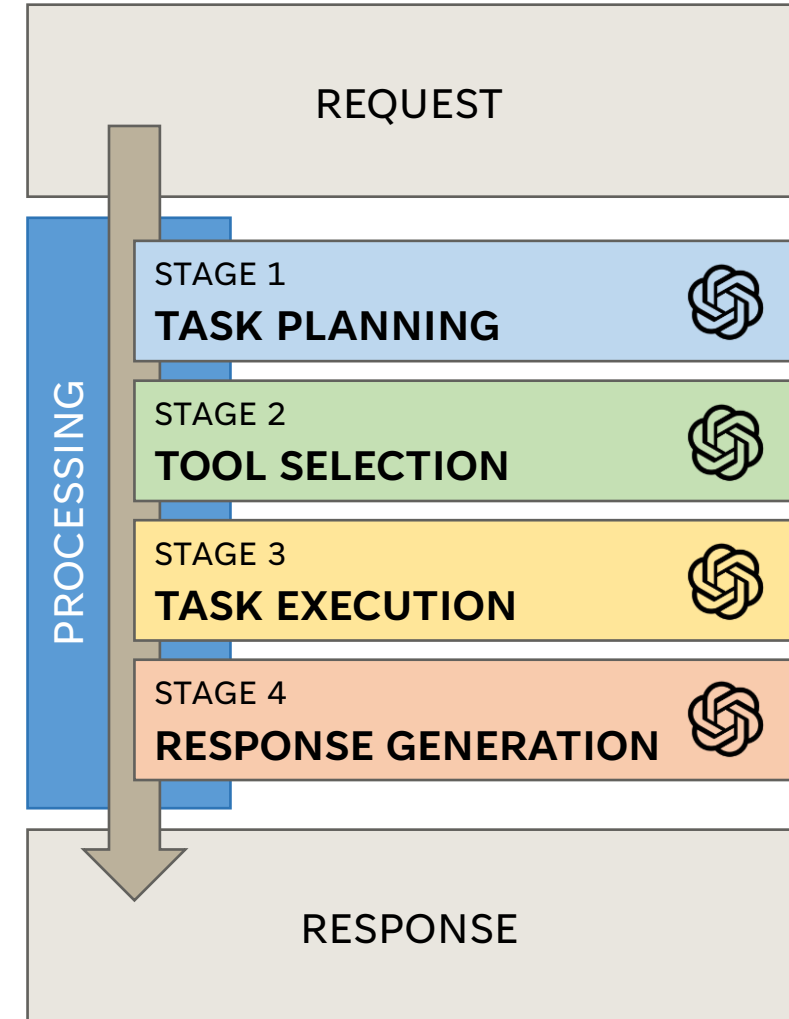 REQUEST
PROCESSING
STAGE 1
TASK PLANNING
STAGE 2
TOOL SELECTION
STAGE 3
TASK EXECUTION
STAGE 4
RESPONSE GENERATION
RESPONSE